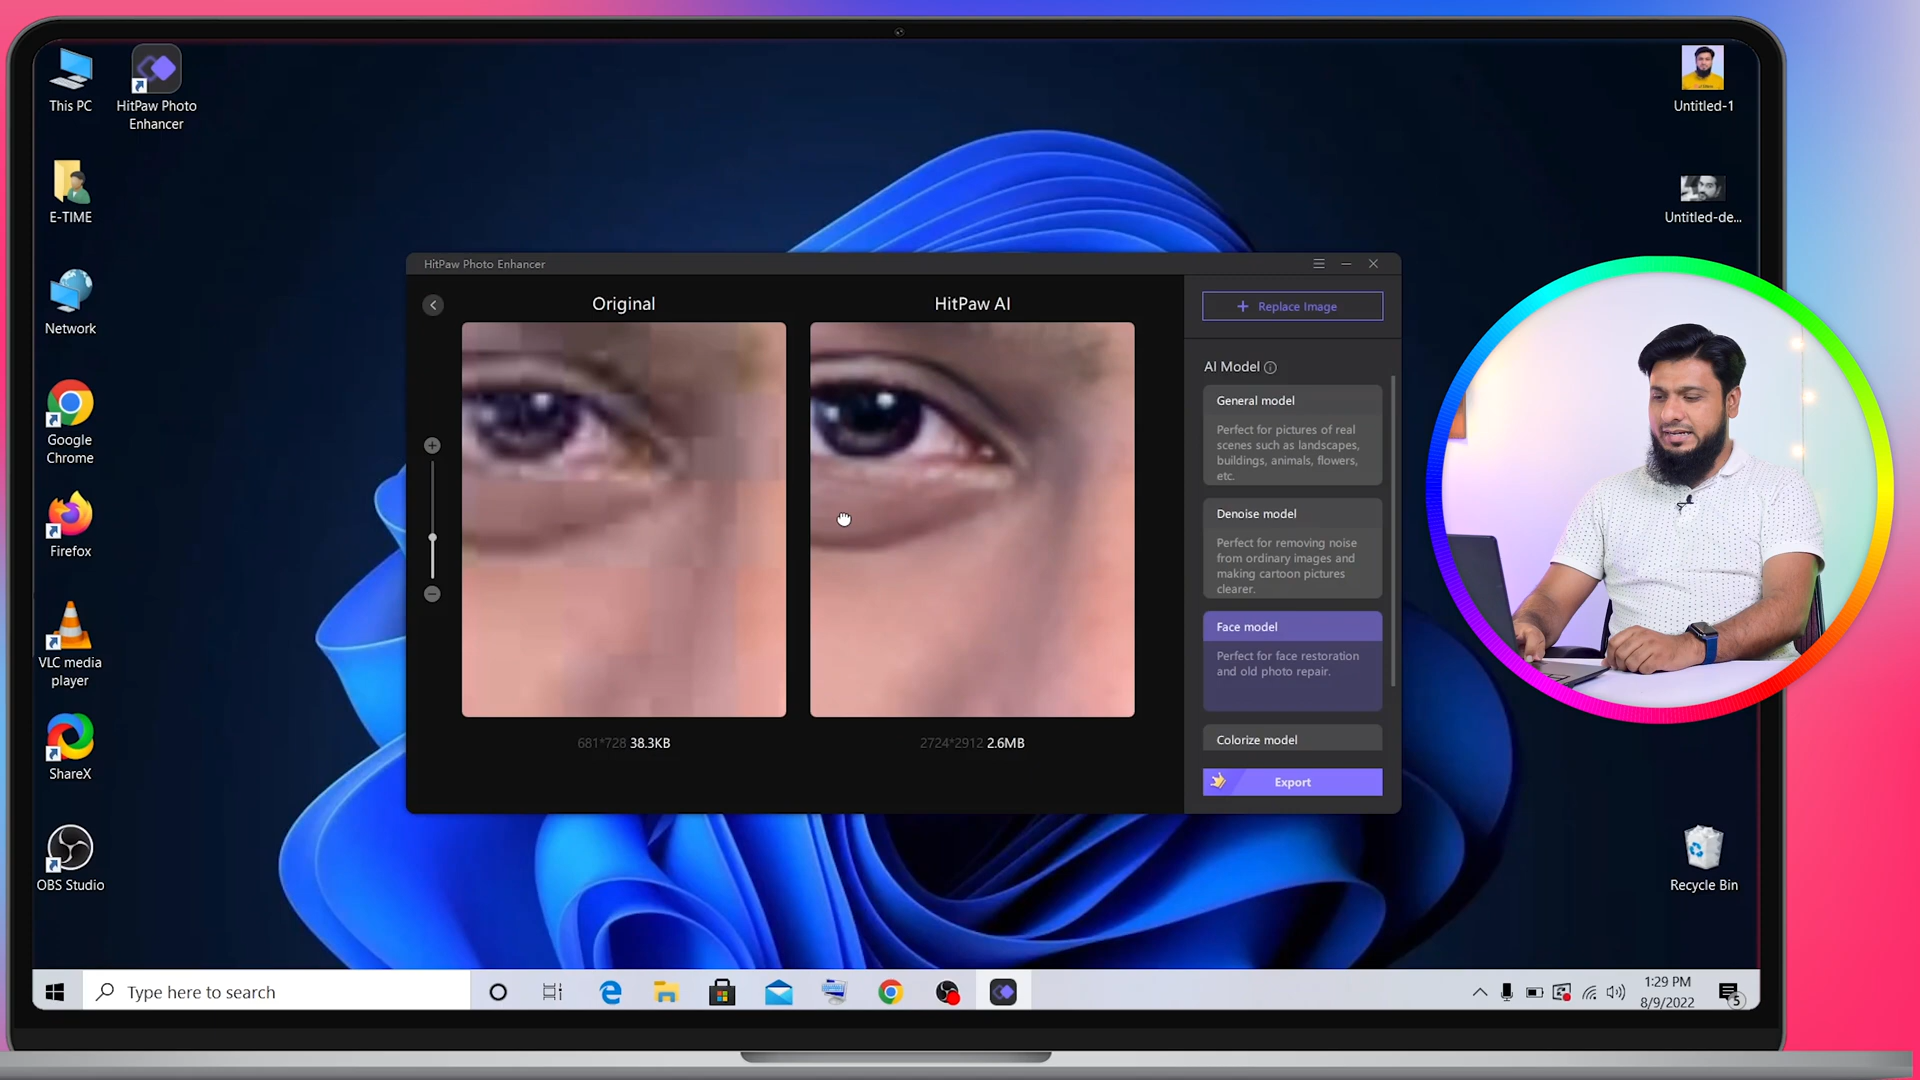 This PC
HitPaw Photo
Enhancer
E-TIME
Network
Google
Chrome
Firefox
VLC media
player
ShareX
OBS Studio
Untitled-1
Untitled-de...
Recycle Bin
HitPaw Photo Enhancer
Original
HitPaw AI
681*728 38.3KB
2724*2912 2.6MB
+ Replace Image
AI Model
General model
Perfect for pictures of real
scenes such as landscapes,
buildings, animals, flowers,
etc.
Denoise model
Perfect for removing noise
from ordinary images and
making cartoon pictures
clearer.
Face model
Perfect for face restoration
and old photo repair.
Colorize model
Export
Type here to search
1:29 PM
8/9/2022
5